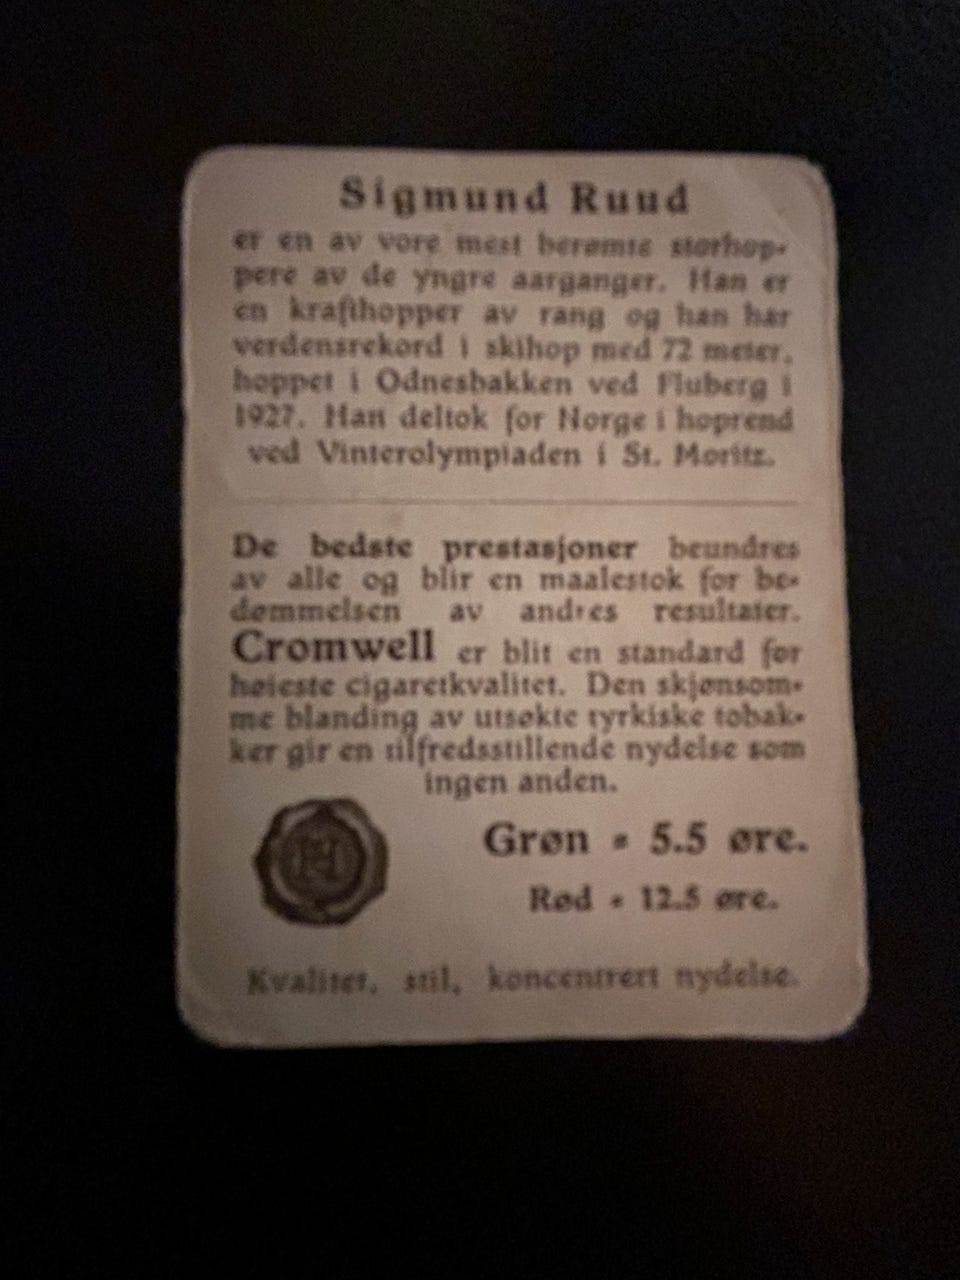 Sigmund Ruud
er en av vore mest berømte storhop-
pere av de yngre aarganger. Han er
en krafthopper av rang og han har
verdensrekord i skihop med 72 meter,
hoppet i Odnesbakken ved Fluberg i
1927. Han deltok for Norge i hoprend
ved Vinterolympiaden i St. Moritz.
De bedste prestasjoner beundres
av alle og blir en maalestok for be-
dømmelsen av andres resultater.
Cromwell er blit en standard for
høieste cigaretkvalitet. Den skjønsom-
me blanding av utsøkte tyrkiske tobak-
ker gir en tilfredsstillende nydelse som
ingen anden.
Grøn - 5.5 øre.
Rød - 12.5 øre.
Kvalitet, stil, koncentrert nydelse.